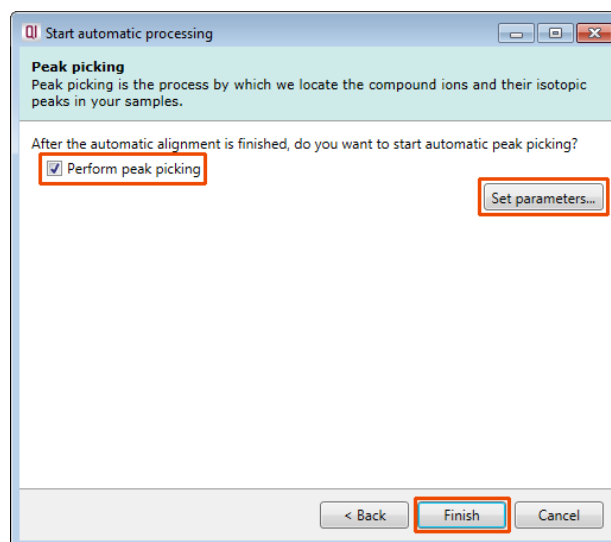 QI Start automatic processing
Peak picking
Peak picking is the process by which we locate the compound ions and their isotopic
peaks in your samples.
After the automatic alignment is finished, do you want to start automatic peak picking?
Perform peak picking
Set parameters...
< Back Finish Cancel